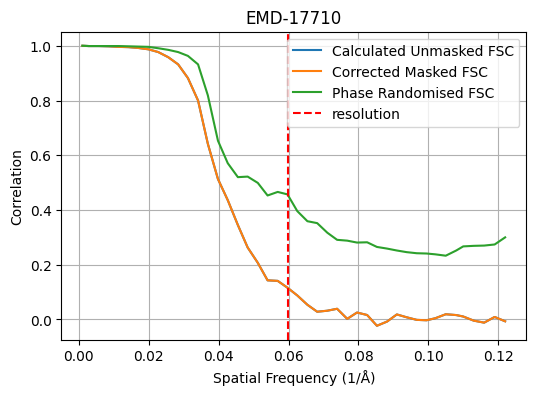 EMD-17710
Calculated Unmasked FSC
Corrected Masked FSC
Phase Randomised FSC
resolution
Correlation
1.0
0.8
0.6
0.4
0.2
0.0
0.00 0.02 0.04 0.06 0.08 0.10 0.12
Spatial Frequency (1/Å)